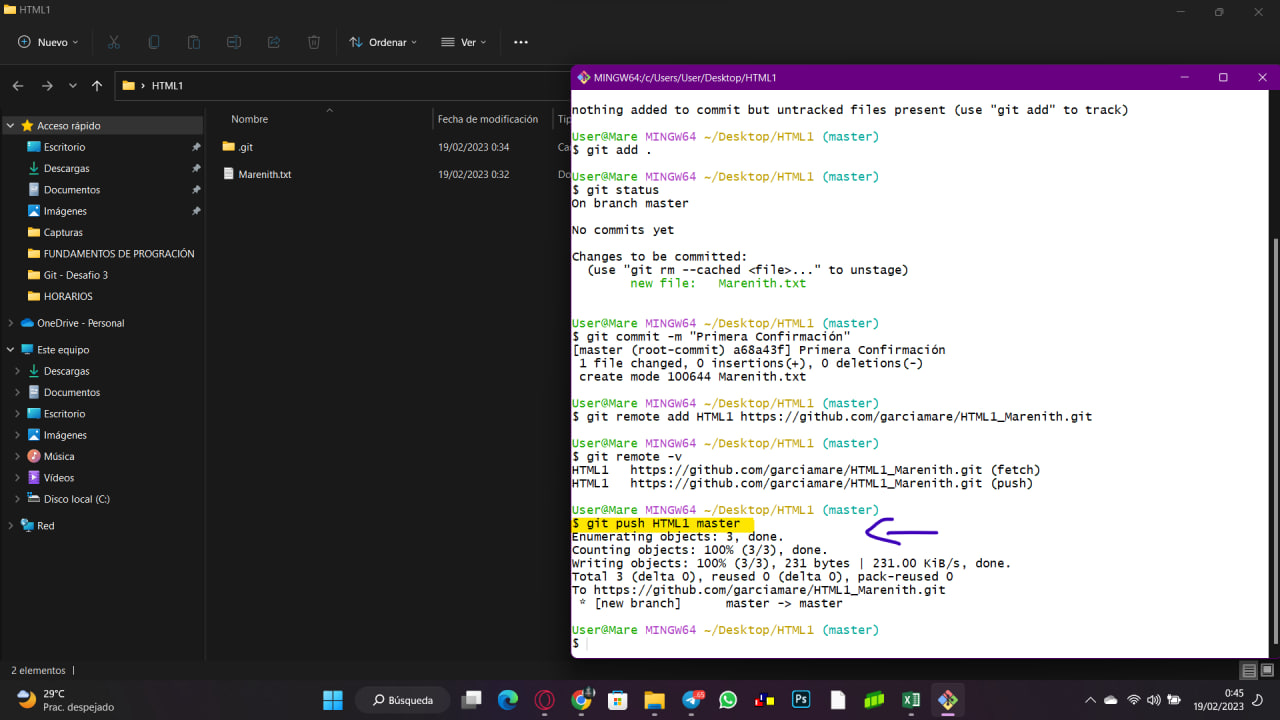 HTML1
Nuevo
Ordenar
Ver
HTML1
Nombre
Fecha de modificación
Tip
.git
19/02/2023 0:34
Ca
Marenith.txt
19/02/2023 0:32
Do
Acceso rápido
Escritorio
Descargas
Documentos
Imágenes
Capturas
FUNDAMENTOS DE PROGRACIÓN
Git - Desafio 3
HORARIOS
OneDrive - Personal
Este equipo
Descargas
Documentos
Escritorio
Imágenes
Música
Vídeos
Disco local (C:)
Red
2 elementos
MINGW64:/c/Users/User/Desktop/HTML1
nothing added to commit but untracked files present (use "git add" to track)
User@Mare MINGW64 ~/Desktop/HTML1 (master)
$ git add .
User@Mare MINGW64 ~/Desktop/HTML1 (master)
$ git status
On branch master
No commits yet
Changes to be committed:
(use "git rm --cached <file>..." to unstage)
new file:   Marenith.txt
User@Mare MINGW64 ~/Desktop/HTML1 (master)
$ git commit -m "Primera Confirmación"
[master (root-commit) a68a43f] Primera Confirmación
1 file changed, 0 insertions(+), 0 deletions(-)
create mode 100644 Marenith.txt
User@Mare MINGW64 ~/Desktop/HTML1 (master)
$ git remote add HTML1 https://github.com/garciamare/HTML1_Marenith.git
User@Mare MINGW64 ~/Desktop/HTML1 (master)
$ git remote -v
HTML1   https://github.com/garciamare/HTML1_Marenith.git (fetch)
HTML1   https://github.com/garciamare/HTML1_Marenith.git (push)
User@Mare MINGW64 ~/Desktop/HTML1 (master)
$ git push HTML1 master
Enumerating objects: 3, done.
Counting objects: 100% (3/3), done.
Writing objects: 100% (3/3), 231 bytes | 231.00 KiB/s, done.
Total 3 (delta 0), reused 0 (delta 0), pack-reused 0
To https://github.com/garciamare/HTML1_Marenith.git
* [new branch]      master -> master
User@Mare MINGW64 ~/Desktop/HTML1 (master)
$
29°C
Prac. despejado
Búsqueda
Ps
0:45
19/02/2023